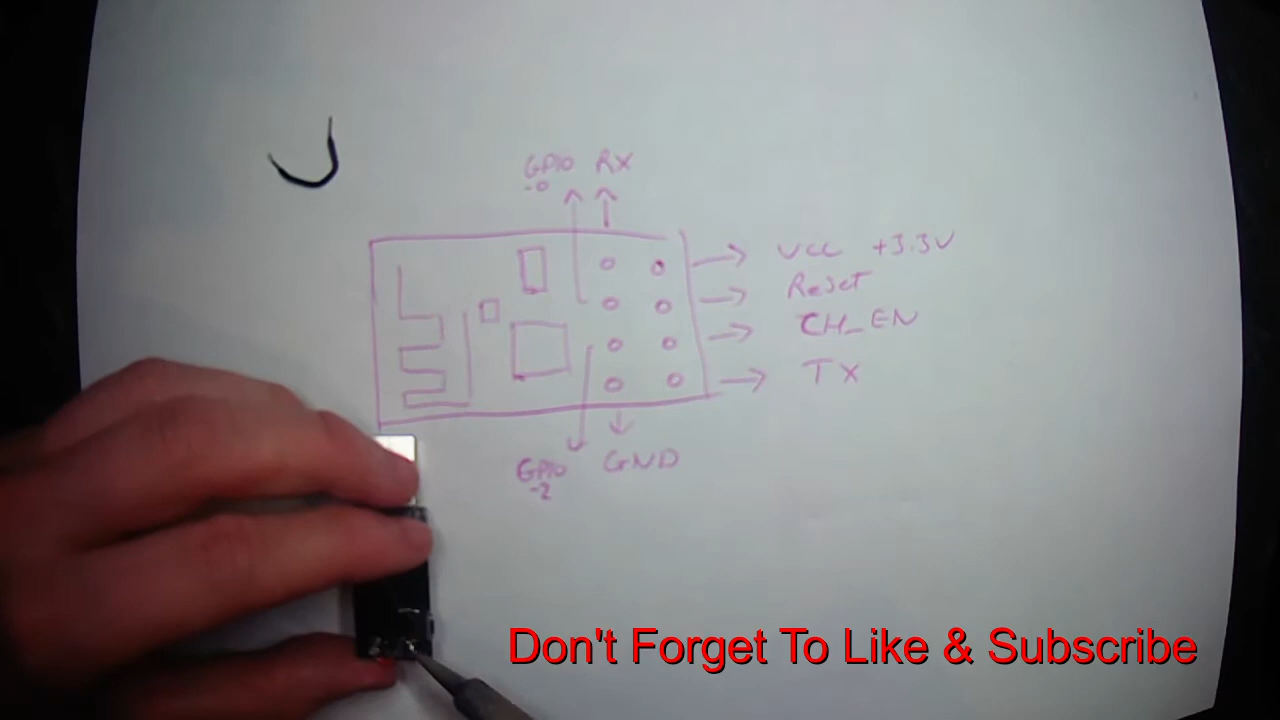 GPIO RX
-0
VCC +3.3V
Reset
CH_EN
TX
GPIO GND
-2
Don't Forget To Like & Subscribe